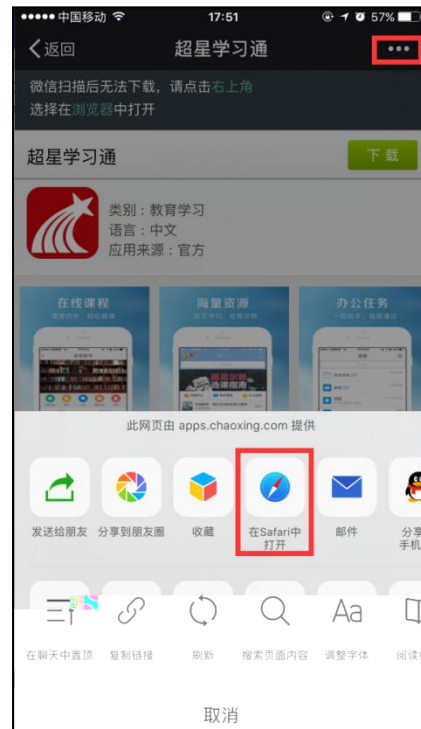 中国移动 17:51 57%
返回 超星学习通
微信扫描后无法下载，请点击右上角
选择在浏览器中打开
超星学习通 下载
类别：教育学习
语言：中文
应用来源：官方
在线课程 海量资源 办公任务
此网页由 apps.chaoxing.com 提供
发送给朋友 分享到朋友圈 收藏 在Safari中 邮件 分享
打开 手机
在聊天中置顶 复制链接 刷新 搜索页面内容 调整字体 阅读
取消